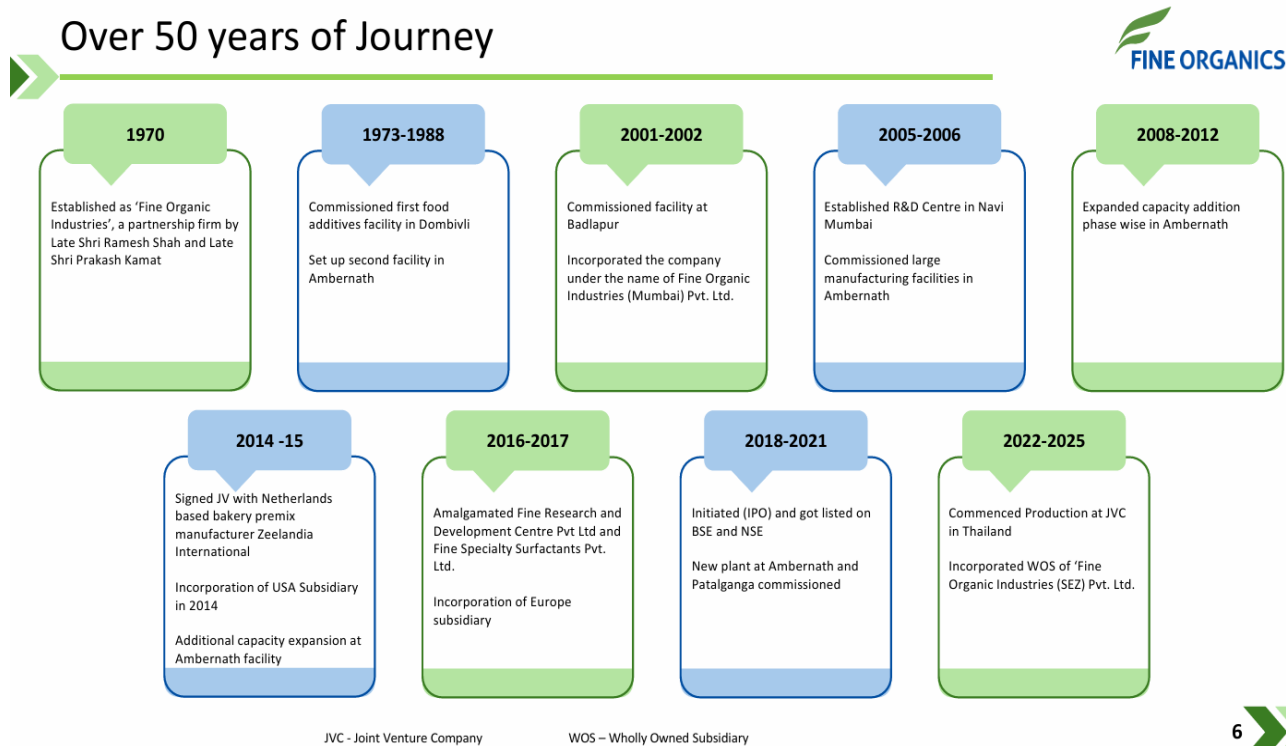 Over 50 years of Journey
FINE ORGANICS
1970
Established as ‘Fine Organic
Industries’, a partnership firm by
Late Shri Ramesh Shah and Late
Shri Prakash Kamat
1973-1988
Commissioned first food
additives facility in Dombivli
Set up second facility in
Ambernath
2001-2002
Commissioned facility at
Badlapur
Incorporated the company
under the name of Fine Organic
Industries (Mumbai) Pvt. Ltd.
2005-2006
Established R&D Centre in Navi
Mumbai
Commissioned large
manufacturing facilities in
Ambernath
2008-2012
Expanded capacity addition
phase wise in Ambernath
2014 -15
Signed JV with Netherlands
based bakery premix
manufacturer Zeelandia
International
Incorporation of USA Subsidiary
in 2014
Additional capacity expansion at
Ambernath facility
2016-2017
Amalgamated Fine Research and
Development Centre Pvt Ltd and
Fine Specialty Surfactants Pvt.
Ltd.
Incorporation of Europe
subsidiary
2018-2021
Initiated (IPO) and got listed on
BSE and NSE
New plant at Ambernath and
Patalganga commissioned
2022-2025
Commenced Production at JVC
in Thailand
Incorporated WOS of ‘Fine
Organic Industries (SEZ) Pvt. Ltd.
JVC - Joint Venture Company
WOS – Wholly Owned Subsidiary
6